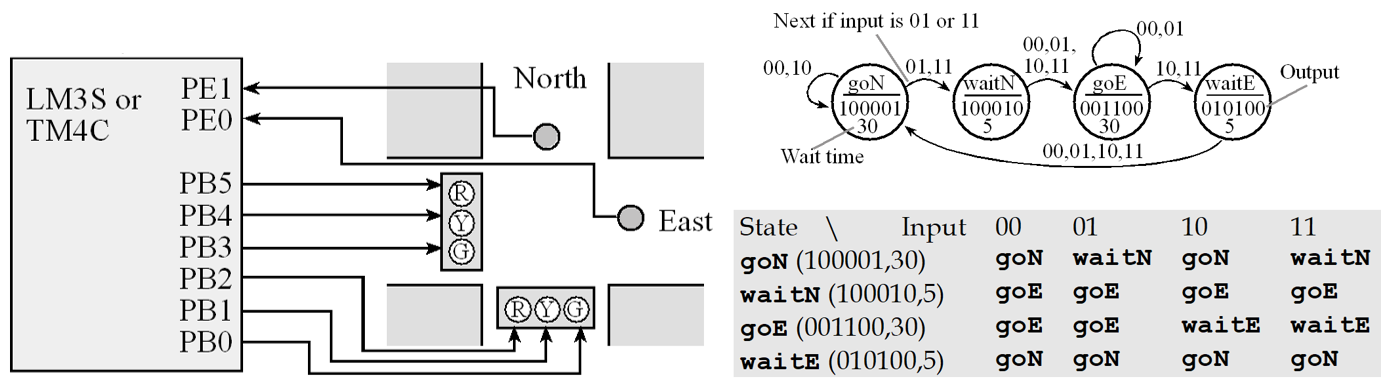 LM3S or
TM4C
PE1
PE0
PB5
PB4
PB3
PB2
PB1
PB0
North
East
R
Y
G
R Y G
Next if input is 01 or 11
00,10
goN
100001
30
Wait time
01,11
waitN
100010
5
00,01,
10,11
00,01
goE
001100
30
10,11
waitE
010100
5
Output
00,01,10,11
State \ Input 00 01 10 11
goN (100001,30) goN waitN goN waitN
waitN (100010,5) goE goE goE goE
goE (001100,30) goE goE waitE waitE
waitE (010100,5) goN goN goN goN